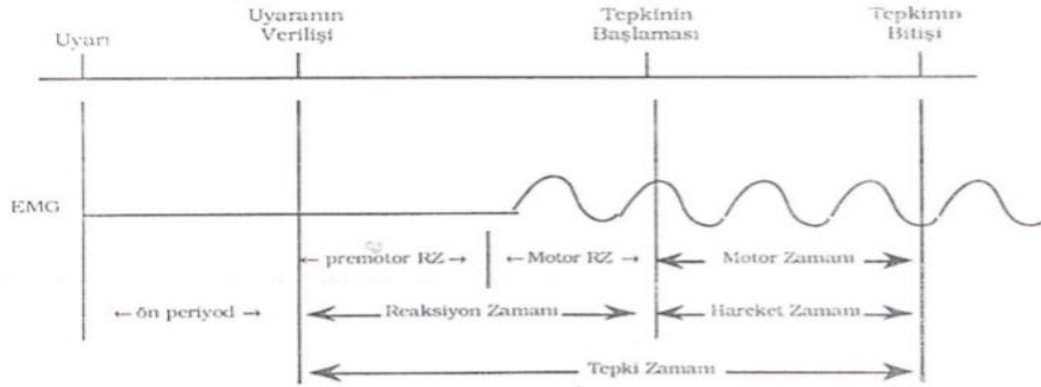 Uyarı
Uyaranın
Verilişi
Tepkinin
Başlaması
Tepkinin
Bitişi
EMG
← premotor RZ →
← Motor RZ →
Motor Zamanı
← ön periyod →
Reaksiyon Zamanı
Hareket Zamanı
Tepki Zamanı